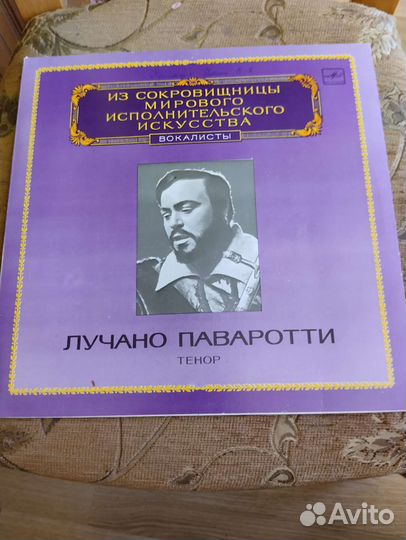 ИЗ СОКРОВИЩНИЦЫ
МИРОВОГО
ИСПОЛНИТЕЛЬСКОГО
ИСКУССТВА
ВОКАЛИСТЫ
ЛУЧАНО ПАВАРОТТИ
ТЕНОР
Avito